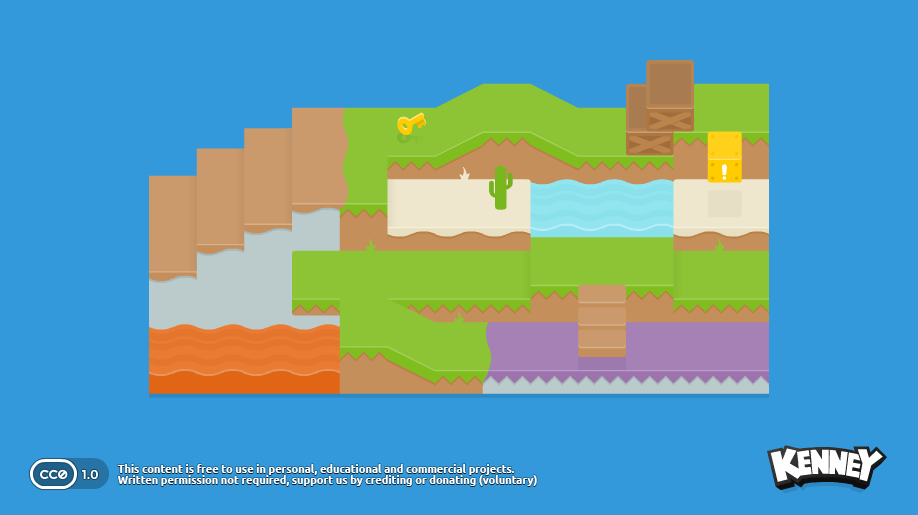 !
CC0 1.0
This content is free to use in personal, educational and commercial projects.
Written permission not required, support us by crediting or donating (voluntary)
KENNEY